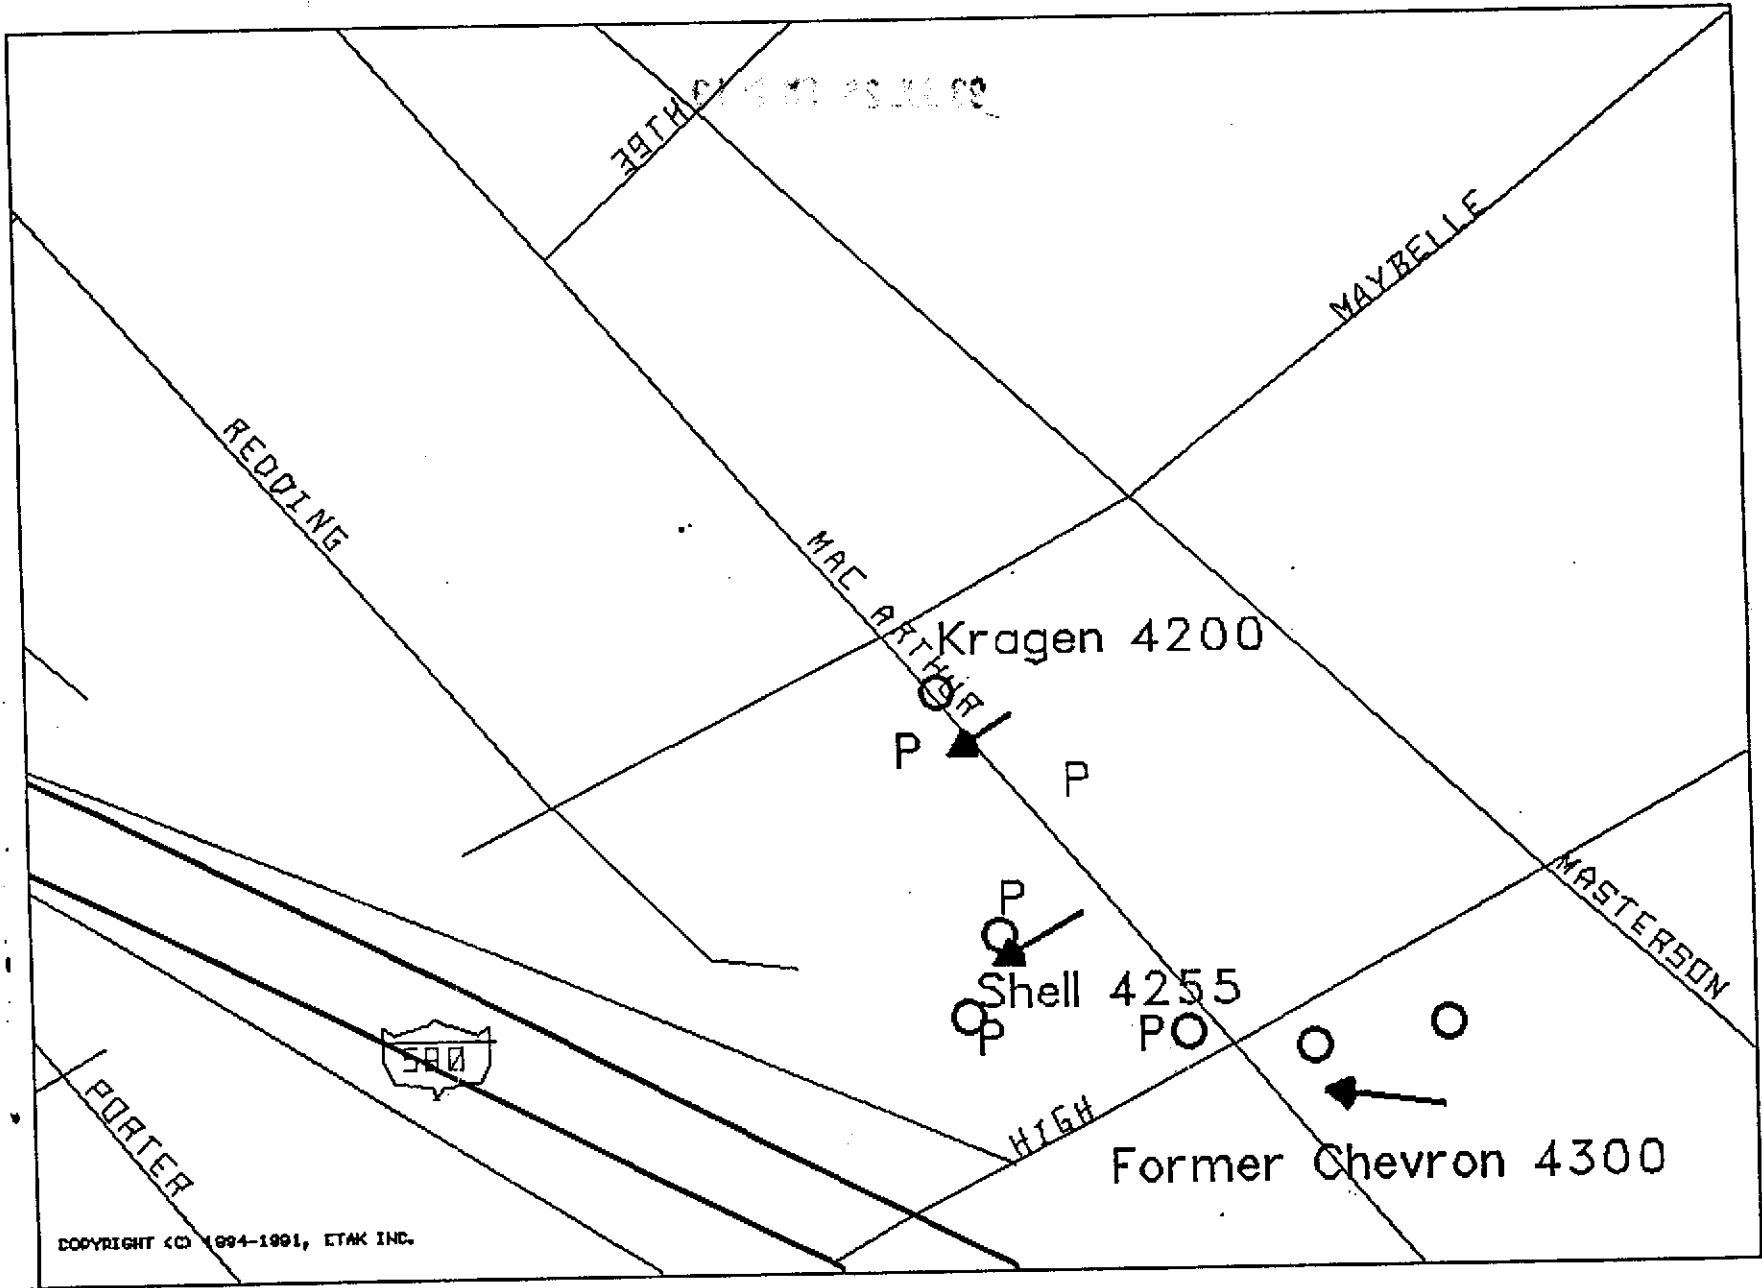 39TH
MAYBELLE
REDDING
MAC ARTHUR
Kragen 4200
P
P
P
MASTERSON
Shell 4255
P
P
580
HIGH
PORTER
Former Chevron 4300
COPYRIGHT (C) 1984-1991, ETAK INC.